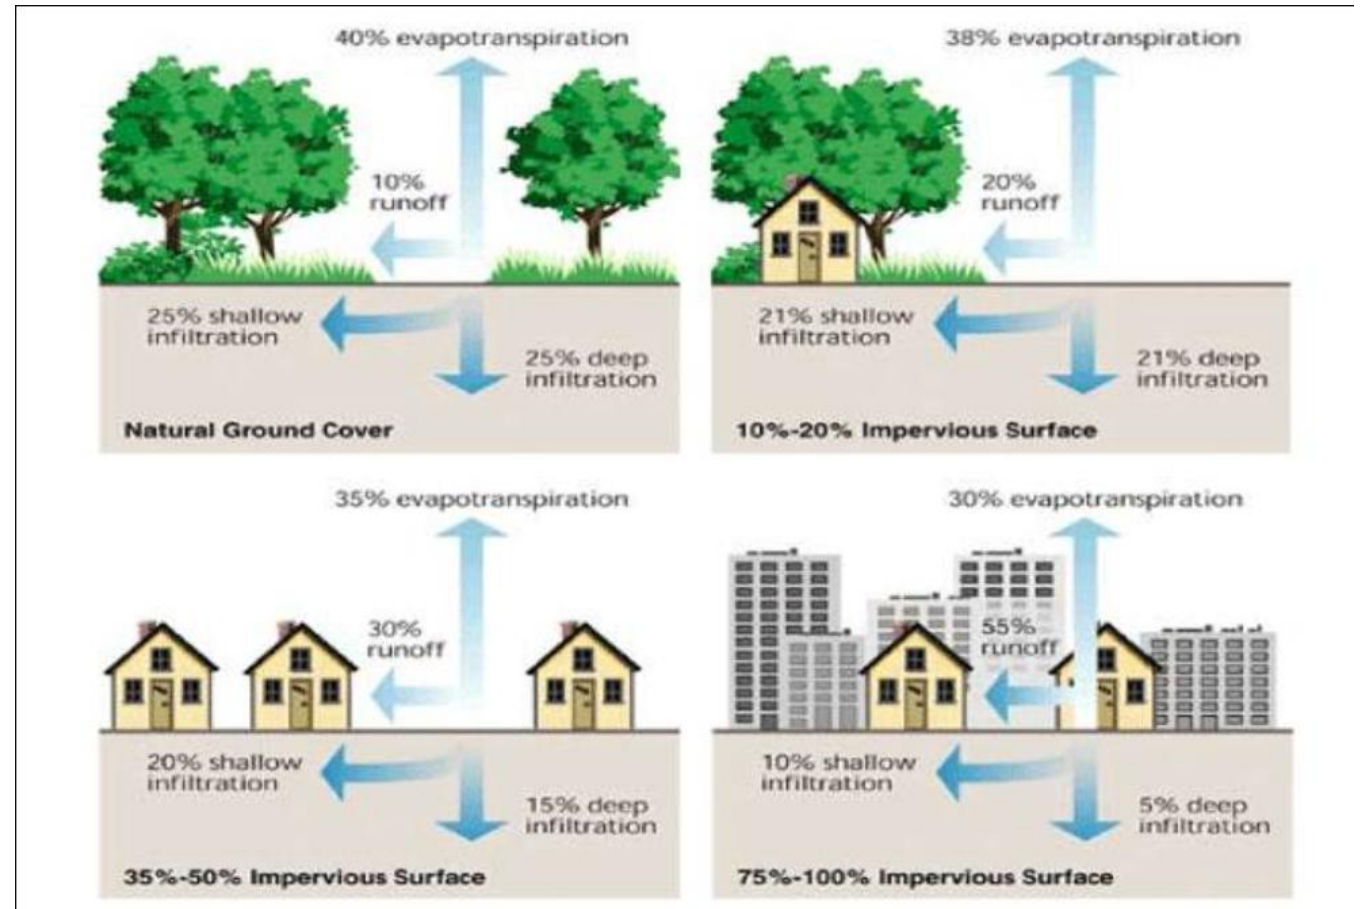 40% evapotranspiration
10%
runoff
25% shallow
infiltration
25% deep
infiltration
Natural Ground Cover
38% evapotranspiration
20%
runoff
21% shallow
infiltration
21% deep
infiltration
10%-20% Impervious Surface
35% evapotranspiration
30%
runoff
20% shallow
infiltration
15% deep
infiltration
35%-50% Impervious Surface
30% evapotranspiration
55%
runoff
10% shallow
infiltration
5% deep
infiltration
75%-100% Impervious Surface